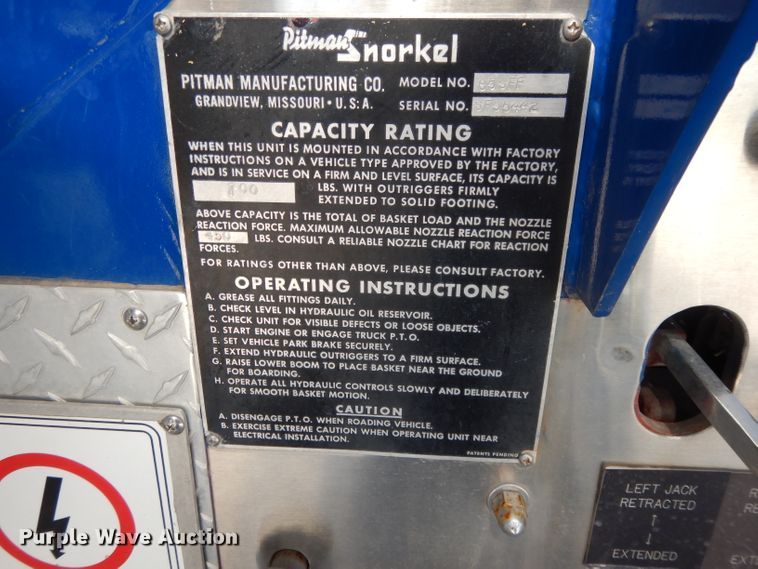 Pitman Snorkel
PITMAN MANUFACTURING CO.
GRANDVIEW, MISSOURI • U.S.A.
MODEL NO.
SERIAL NO.
CAPACITY RATING
WHEN THIS UNIT IS MOUNTED IN ACCORDANCE WITH FACTORY
INSTRUCTIONS ON A VEHICLE TYPE APPROVED BY THE FACTORY,
AND IS IN SERVICE ON A FIRM AND LEVEL SURFACE, ITS CAPACITY IS
LBS. WITH OUTRIGGERS FIRMLY
EXTENDED TO SOLID FOOTING.
ABOVE CAPACITY IS THE TOTAL OF BASKET LOAD AND THE NOZZLE
REACTION FORCE. MAXIMUM ALLOWABLE NOZZLE REACTION FORCE
450 LBS. CONSULT A RELIABLE NOZZLE CHART FOR REACTION
FORCES.
FOR RATINGS OTHER THAN ABOVE, PLEASE CONSULT FACTORY.
OPERATING INSTRUCTIONS
A. GREASE ALL FITTINGS DAILY.
B. CHECK LEVEL IN HYDRAULIC OIL RESERVOIR.
C. CHECK UNIT FOR VISIBLE DEFECTS OR LOOSE OBJECTS.
D. START ENGINE OR ENGAGE TRUCK P.T.O.
E. SET VEHICLE PARK BRAKE SECURELY.
F. EXTEND HYDRAULIC OUTRIGGERS TO A FIRM SURFACE.
G. RAISE LOWER BOOM TO PLACE BASKET NEAR THE GROUND
FOR BOARDING.
H. OPERATE ALL HYDRAULIC CONTROLS SLOWLY AND DELIBERATELY
FOR SMOOTH BASKET MOTION.
CAUTION
A. DISENGAGE P.T.O. WHEN ROADING VEHICLE.
B. EXERCISE EXTREME CAUTION WHEN OPERATING UNIT NEAR
ELECTRICAL INSTALLATION.
PATENTS PENDING
LEFT JACK
RETRACTED
↑
↓
EXTENDED
R
RE
EXT
Purple Wave Auction
Purple Wave Auction